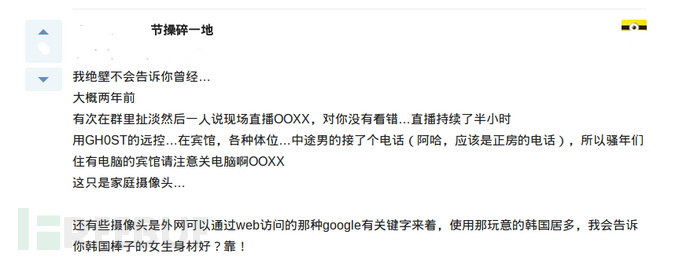 节操碎一地
我绝壁不会告诉你曾经…
大概两年前
有次在群里扯淡然后一人说现场直播OOXX，对你没有看错…直播持续了半小时
用GH0ST的远控…在宾馆，各种体位…中途男的接了个电话（阿哈，应该是正房的电话），所以骚年们
住有电脑的宾馆请注意关电脑啊OOXX
这只是家庭摄像头…
还有些摄像头是外网可以通过web访问的那种google有关键字来着，使用那玩意的韩国居多，我会告诉
你韩国棒子的女生身材好？靠！
FREEBUF